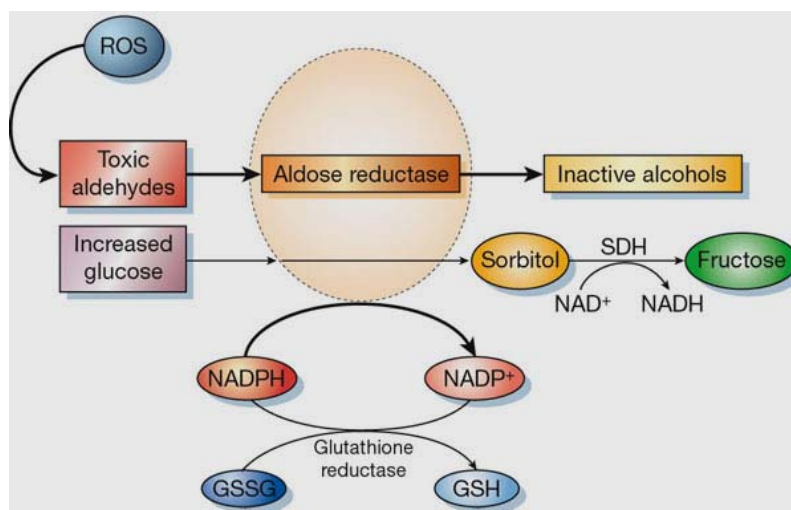 ROS
Toxic
aldehydes
Aldose reductase
Inactive alcohols
Increased
glucose
Sorbitol
SDH
Fructose
NAD⁺
NADH
NADPH
NADP⁺
Glutathione
reductase
GSSG
GSH